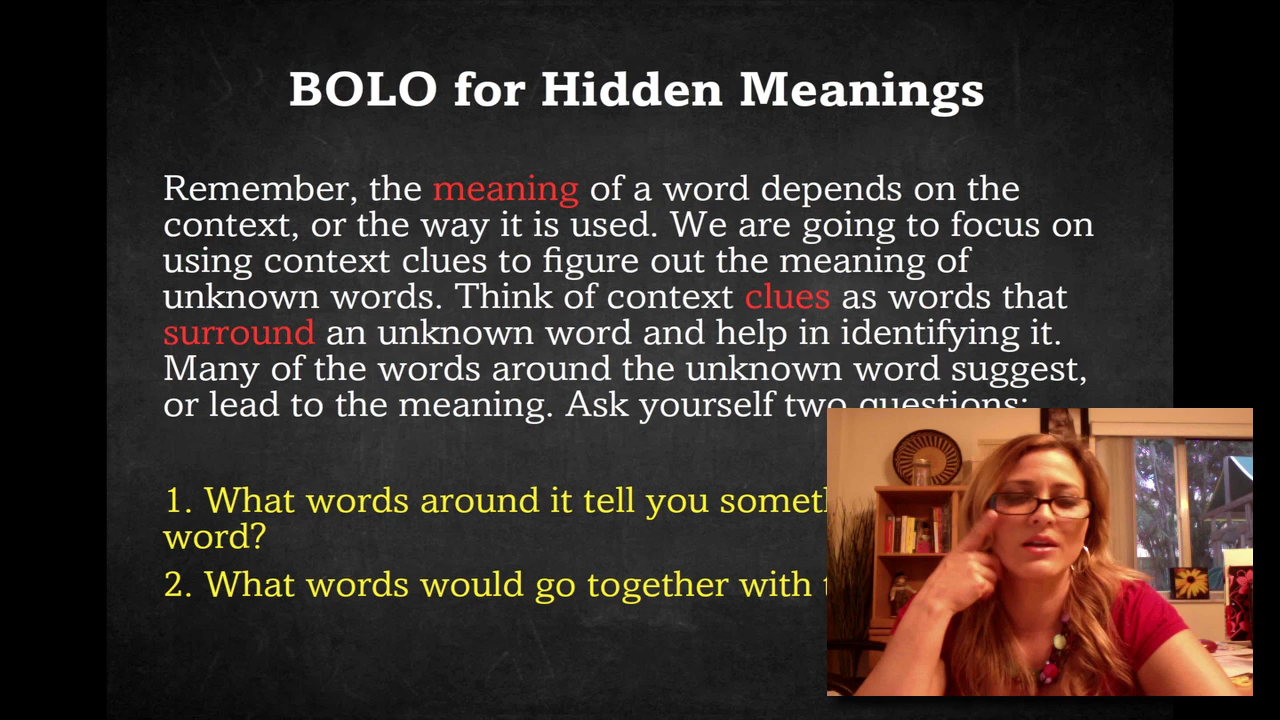 BOLO for Hidden Meanings
Remember, the meaning of a word depends on the
context, or the way it is used. We are going to focus on
using context clues to figure out the meaning of
unknown words. Think of context clues as words that
surround an unknown word and help in identifying it.
Many of the words around the unknown word suggest,
or lead to the meaning. Ask yourself two questions:
1. What words around it tell you
word?
2. What words would go together with